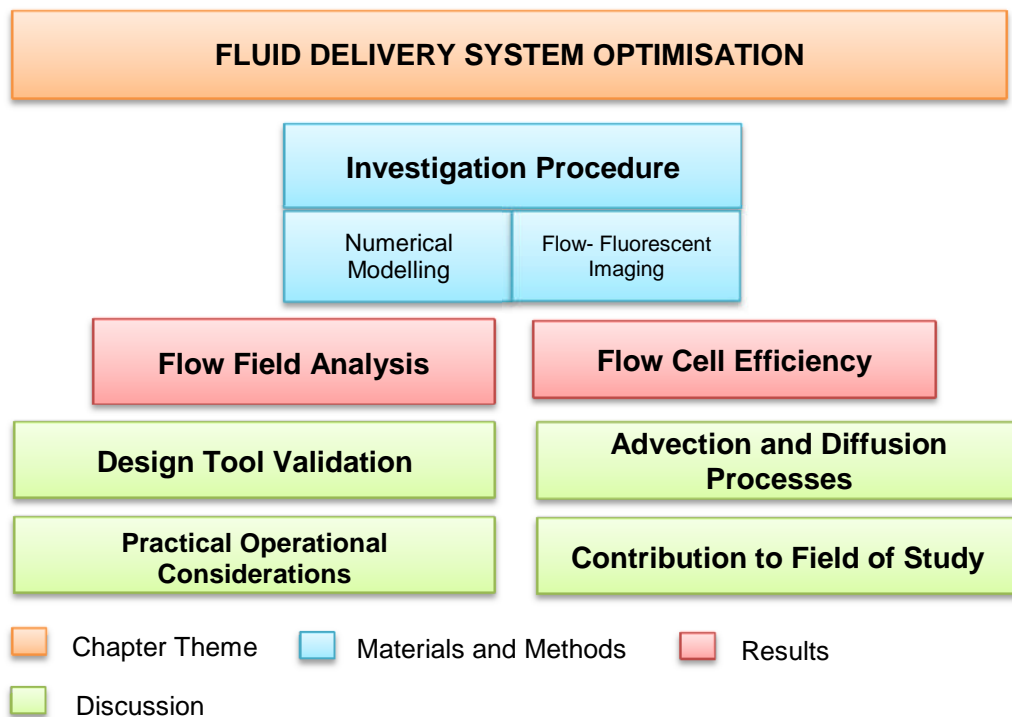 FLUID DELIVERY SYSTEM OPTIMISATION
Investigation Procedure
Numerical
Modelling
Flow- Fluorescent
Imaging
Flow Field Analysis
Flow Cell Efficiency
Design Tool Validation
Advection and Diffusion
Processes
Practical Operational
Considerations
Contribution to Field of Study
Chapter Theme
Materials and Methods
Results
Discussion